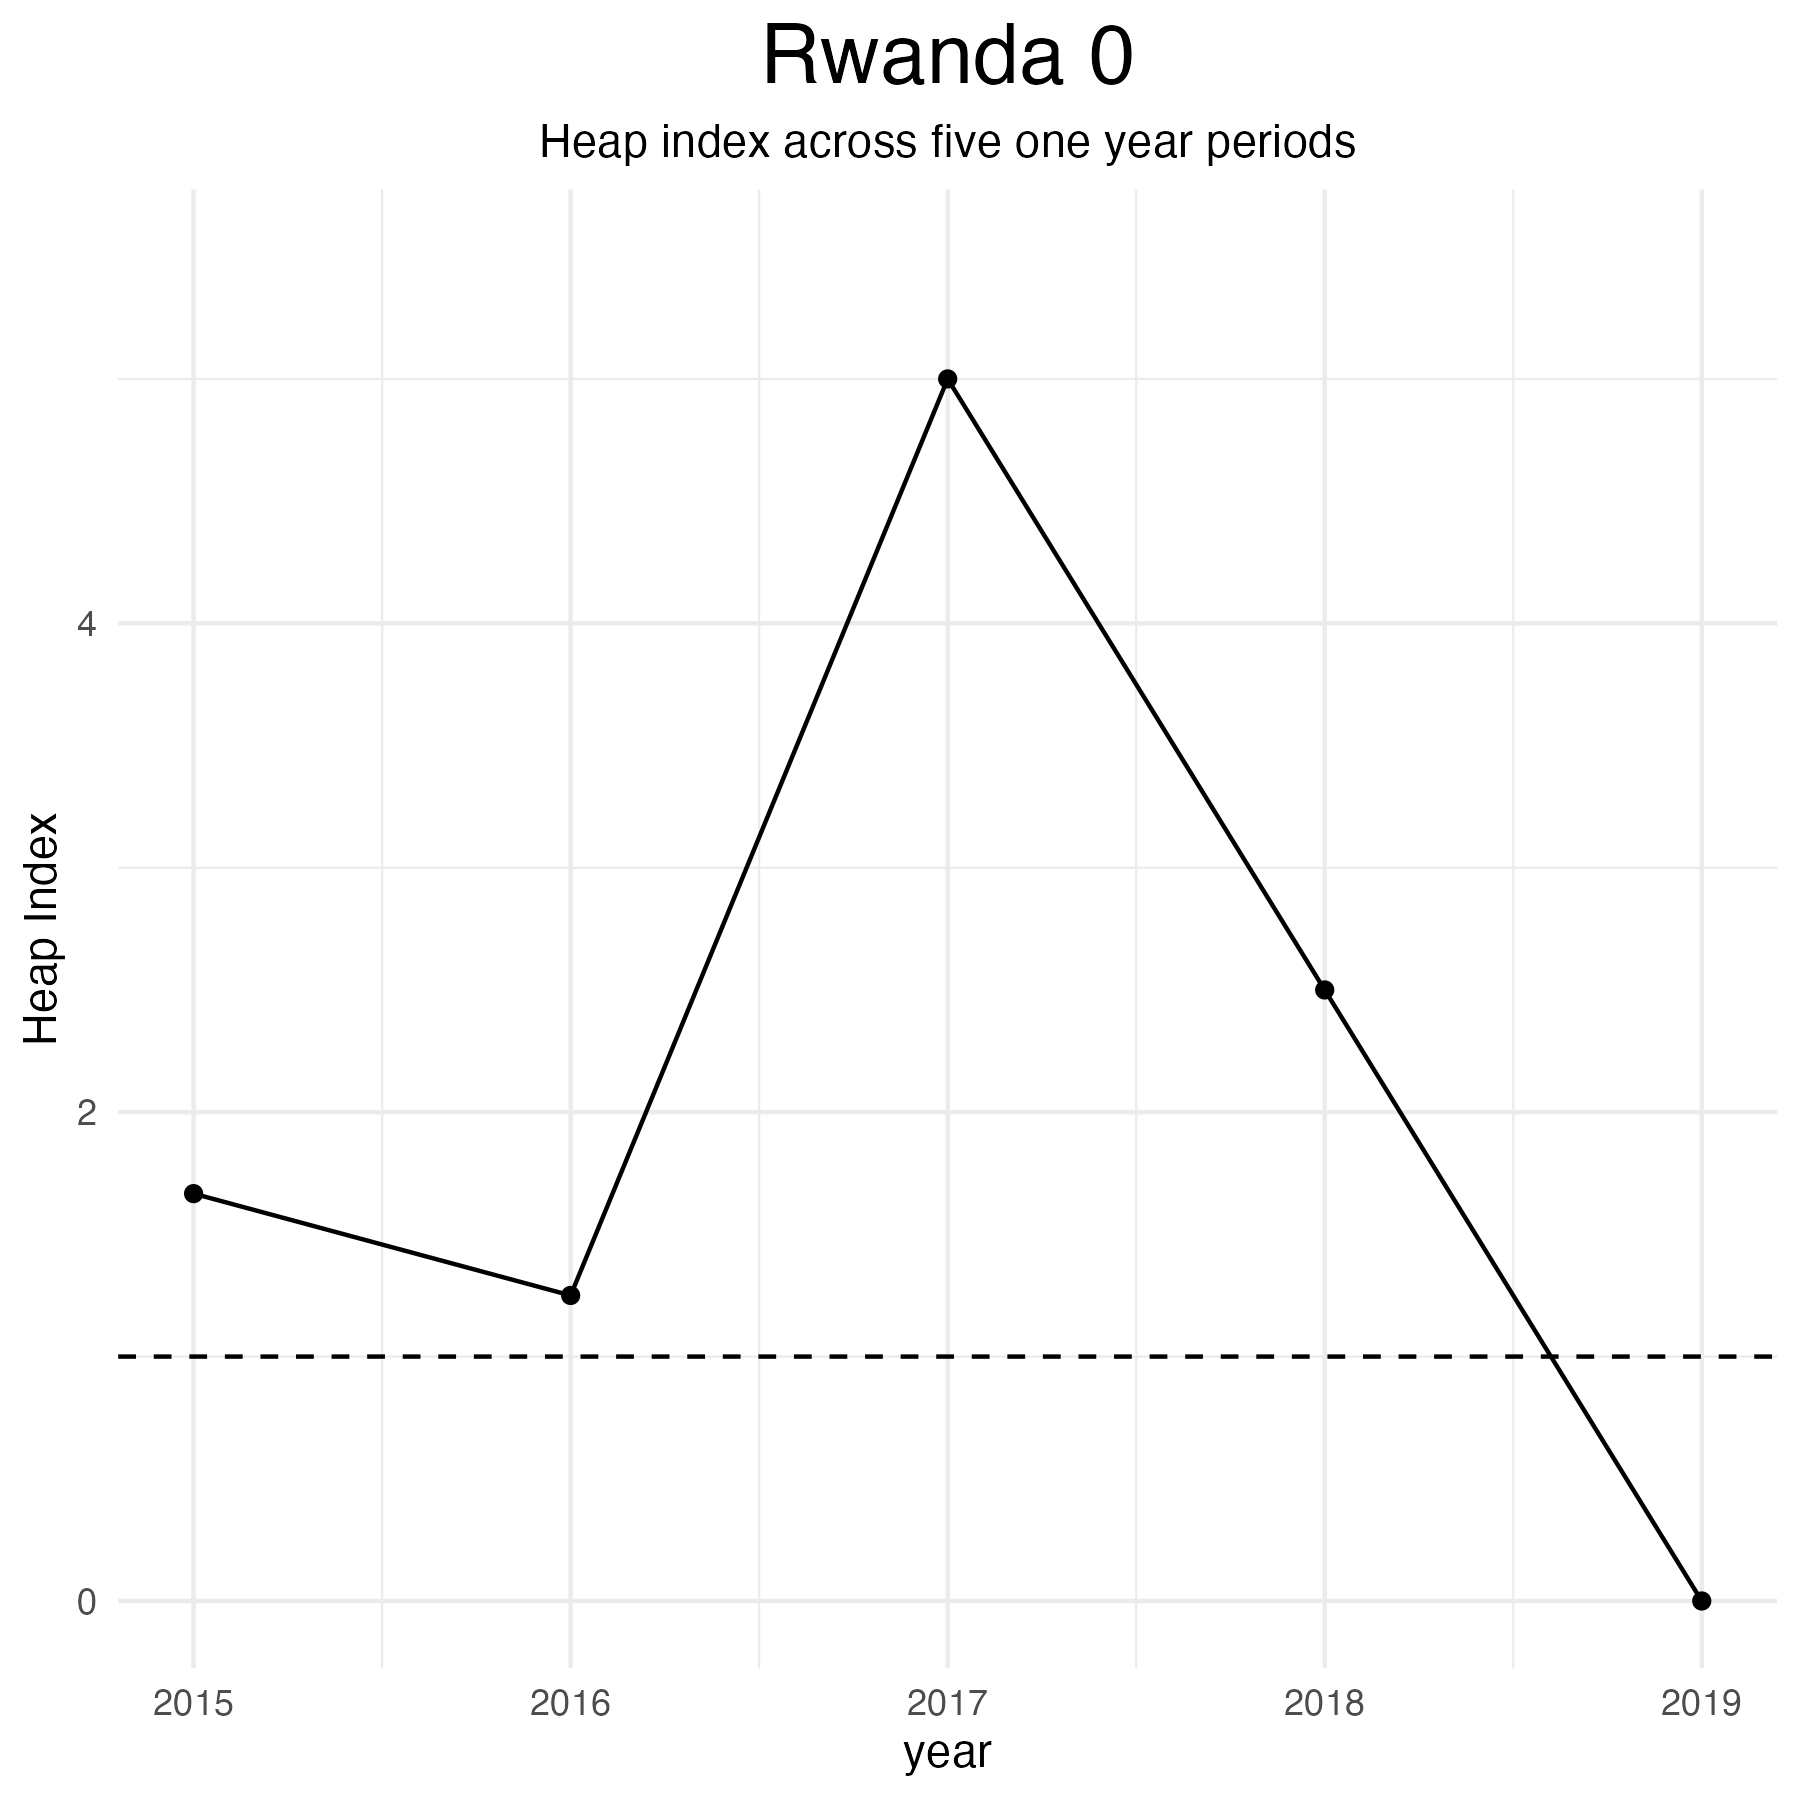 Rwanda 0
Heap index across five one year periods
Heap Index
4
2
0
2015 2016 2017 2018 2019
year